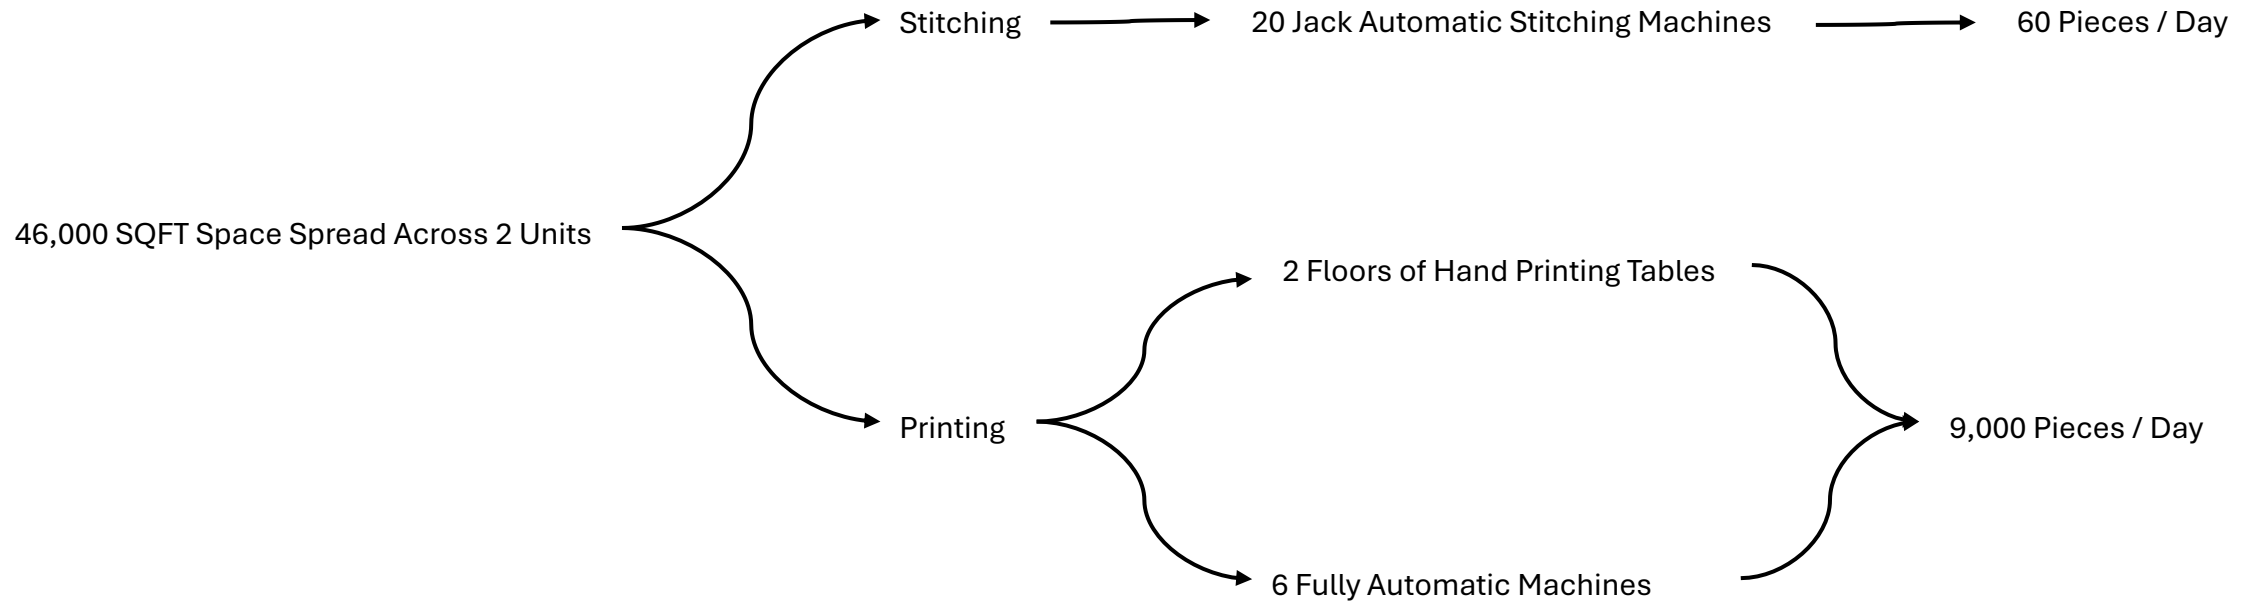 Stitching
20 Jack Automatic Stitching Machines
60 Pieces / Day
46,000 SQFT Space Spread Across 2 Units
2 Floors of Hand Printing Tables
Printing
9,000 Pieces / Day
6 Fully Automatic Machines